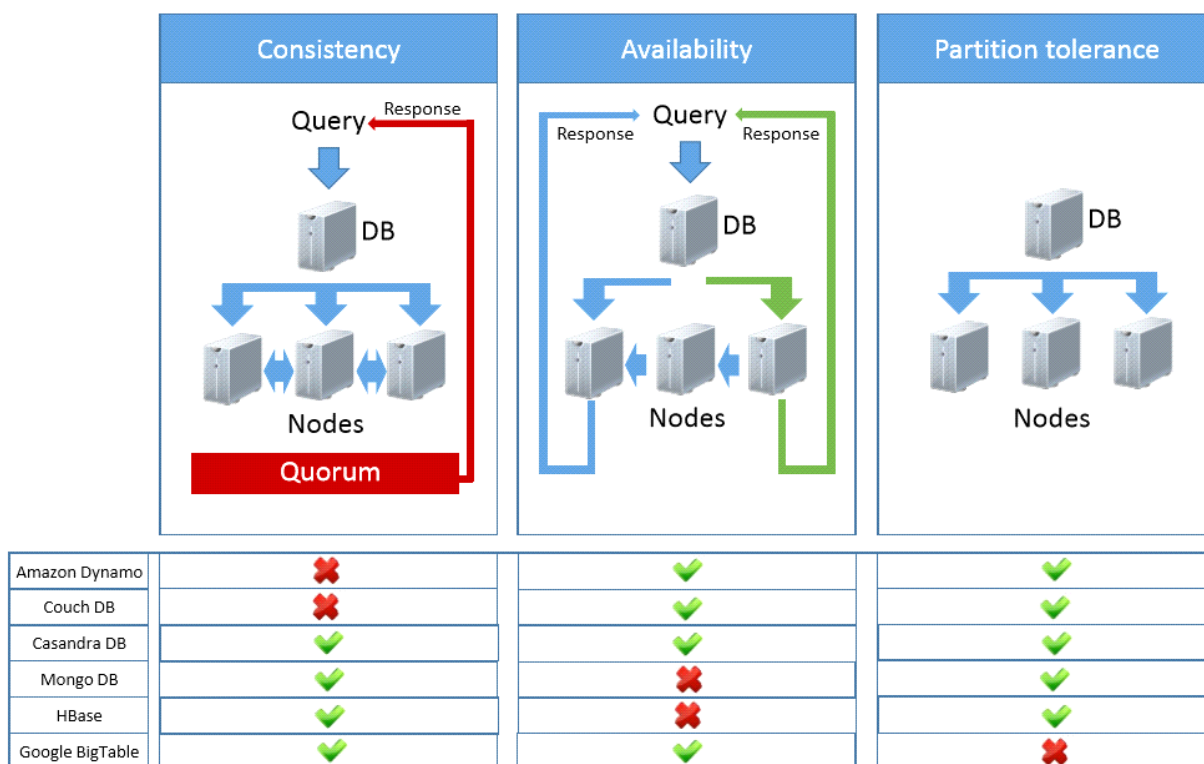 Consistency
Response
Query
DB
Nodes
Quorum
Availability
Query
Response
Response
DB
Nodes
Partition tolerance
DB
Nodes
Amazon Dynamo
Couch DB
Casandra DB
Mongo DB
HBase
Google BigTable